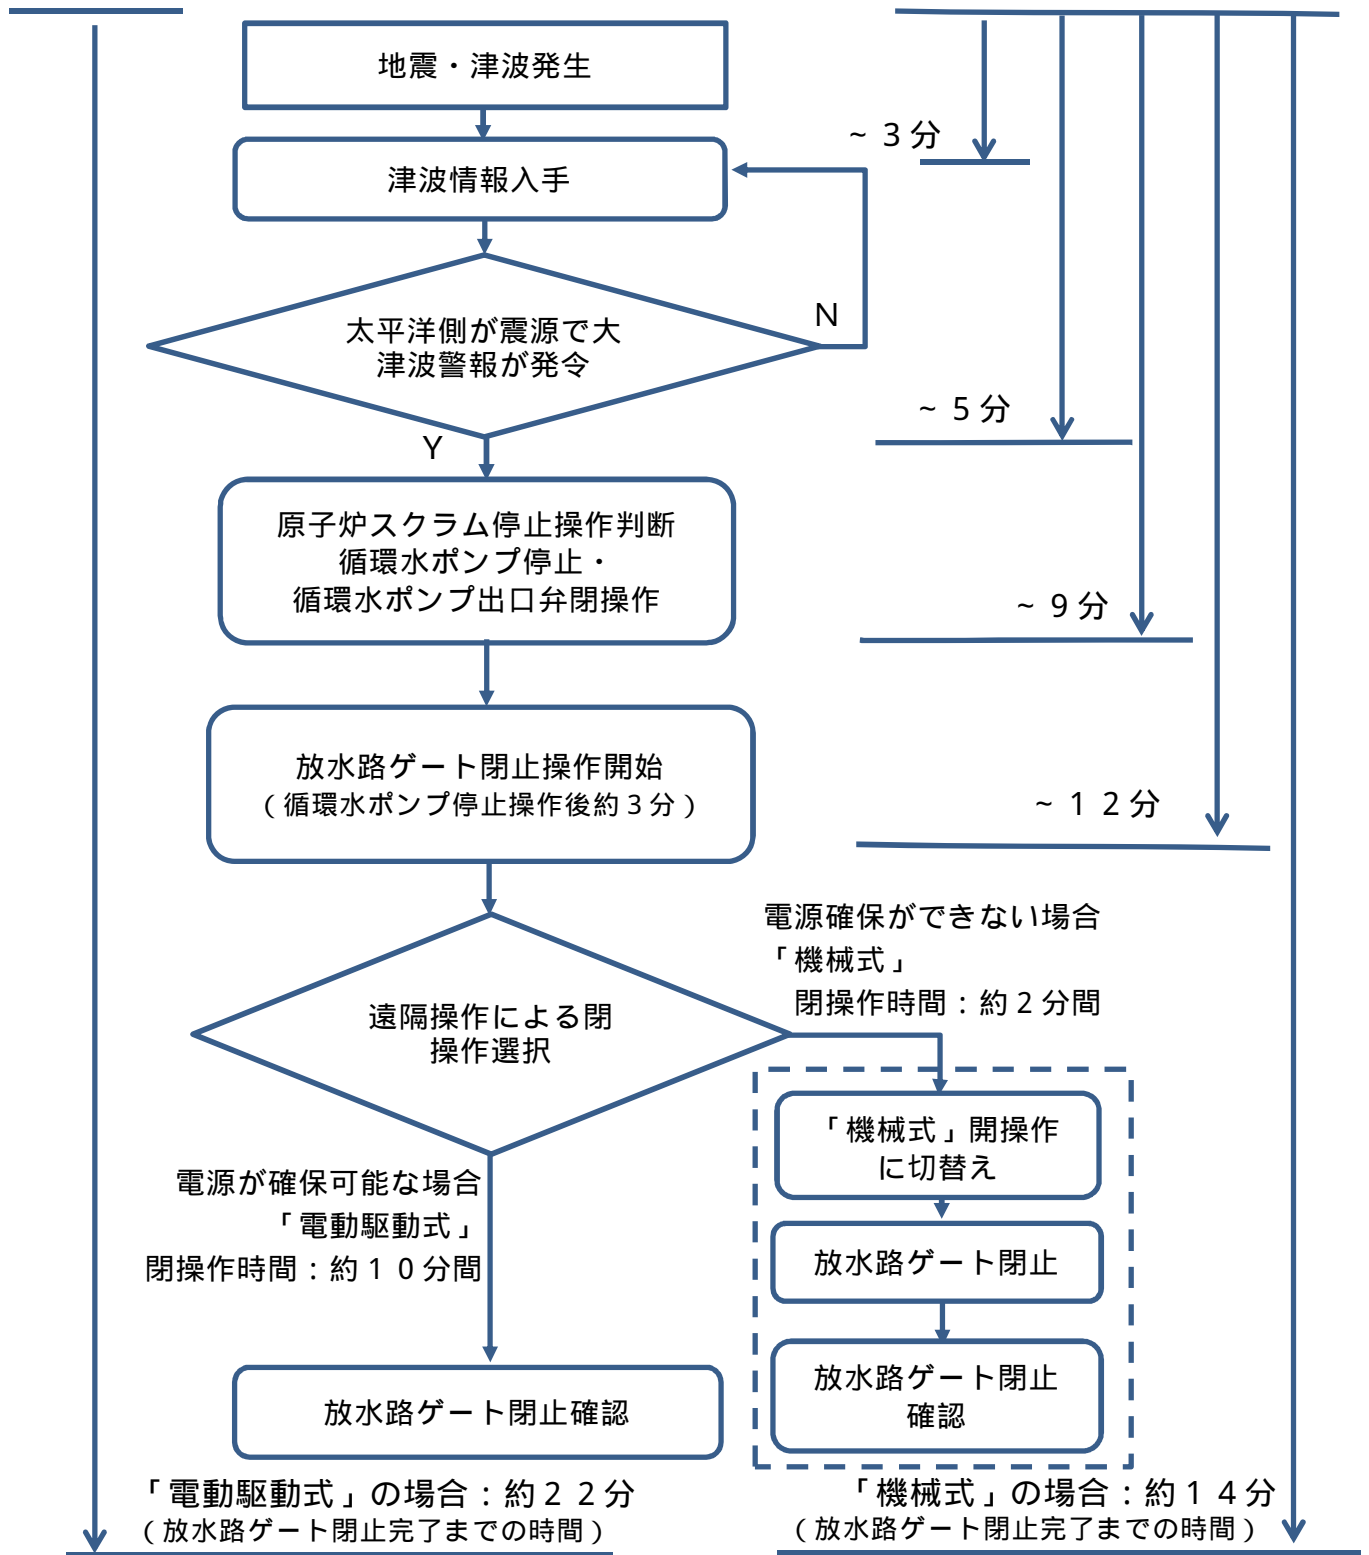 地震・津波発生
~ 3分
津波情報入手
N
太平洋側が震源で大
津波警報が発令
~ 5分
Y
原子炉スクラム停止操作判断
循環水ポンプ停止・
循環水ポンプ出口弁閉操作
~ 9分
放水路ゲート閉止操作開始
(循環水ポンプ停止操作後約3分)
~ 12分
電源確保ができない場合
「機械式」
閉操作時間:約2分間
遠隔操作による閉
操作選択
「機械式」開操作
に切替え
電源が確保可能な場合
「電動駆動式」
閉操作時間:約10分間
放水路ゲート閉止
放水路ゲート閉止
確認
放水路ゲート閉止確認
「電動駆動式」の場合:約22分
(放水路ゲート閉止完了までの時間)
「機械式」の場合:約14分
(放水路ゲート閉止完了までの時間)